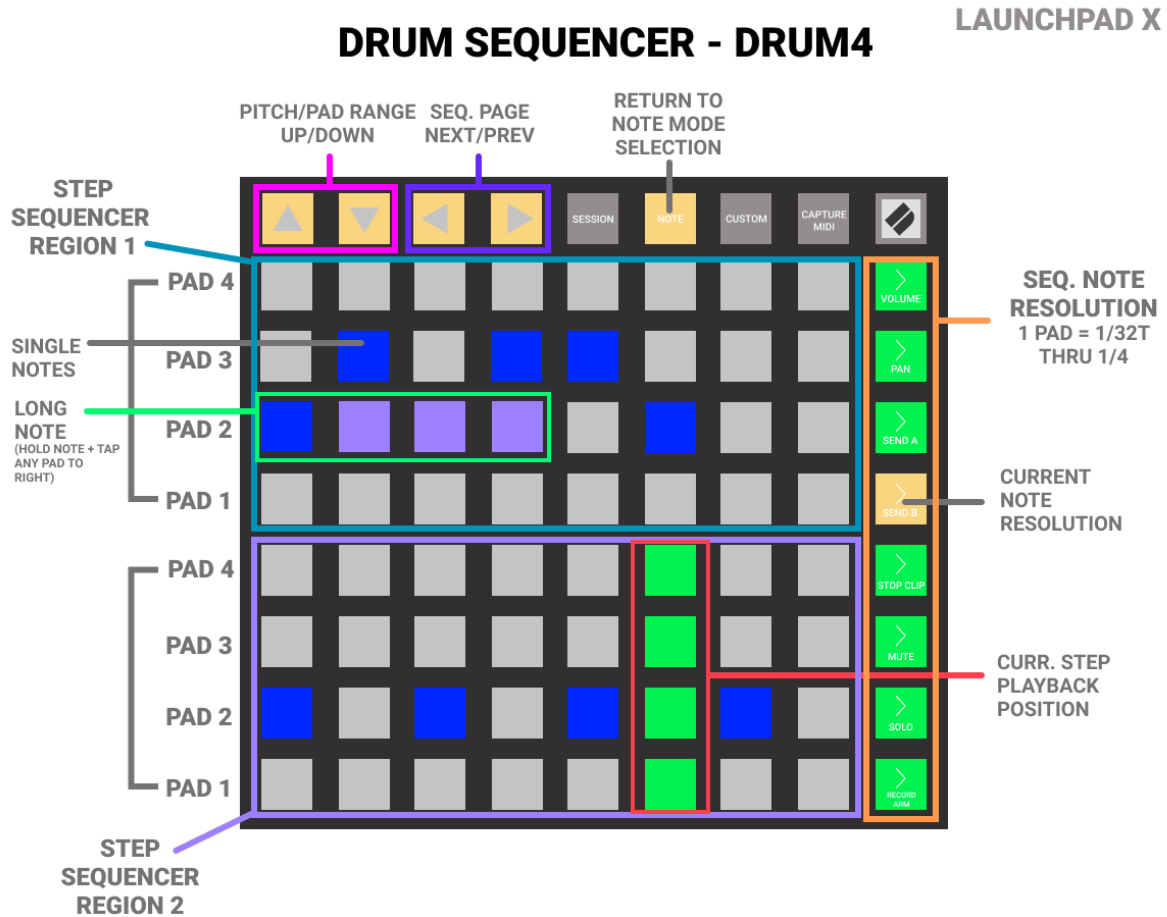 LAUNCHPAD X
DRUM SEQUENCER - DRUM4
PITCH/PAD RANGE
UP/DOWN
SEQ. PAGE
NEXT/PREV
RETURN TO
NOTE MODE
SELECTION
STEP
SEQUENCER
REGION 1
SESSION
NOTE
CUSTOM
CAPTURE
MIDI
PAD 4
VOLUME
SEQ. NOTE
RESOLUTION
1 PAD = 1/32T
THRU 1/4
SINGLE
NOTES
PAD 3
PAN
LONG
NOTE
(HOLD NOTE + TAP
ANY PAD TO
RIGHT)
PAD 2
SEND A
PAD 1
SEND B
CURRENT
NOTE
RESOLUTION
PAD 4
STOP CLIP
PAD 3
MUTE
CURR. STEP
PLAYBACK
POSITION
PAD 2
SOLO
PAD 1
RECORD
ARM
STEP
SEQUENCER
REGION 2